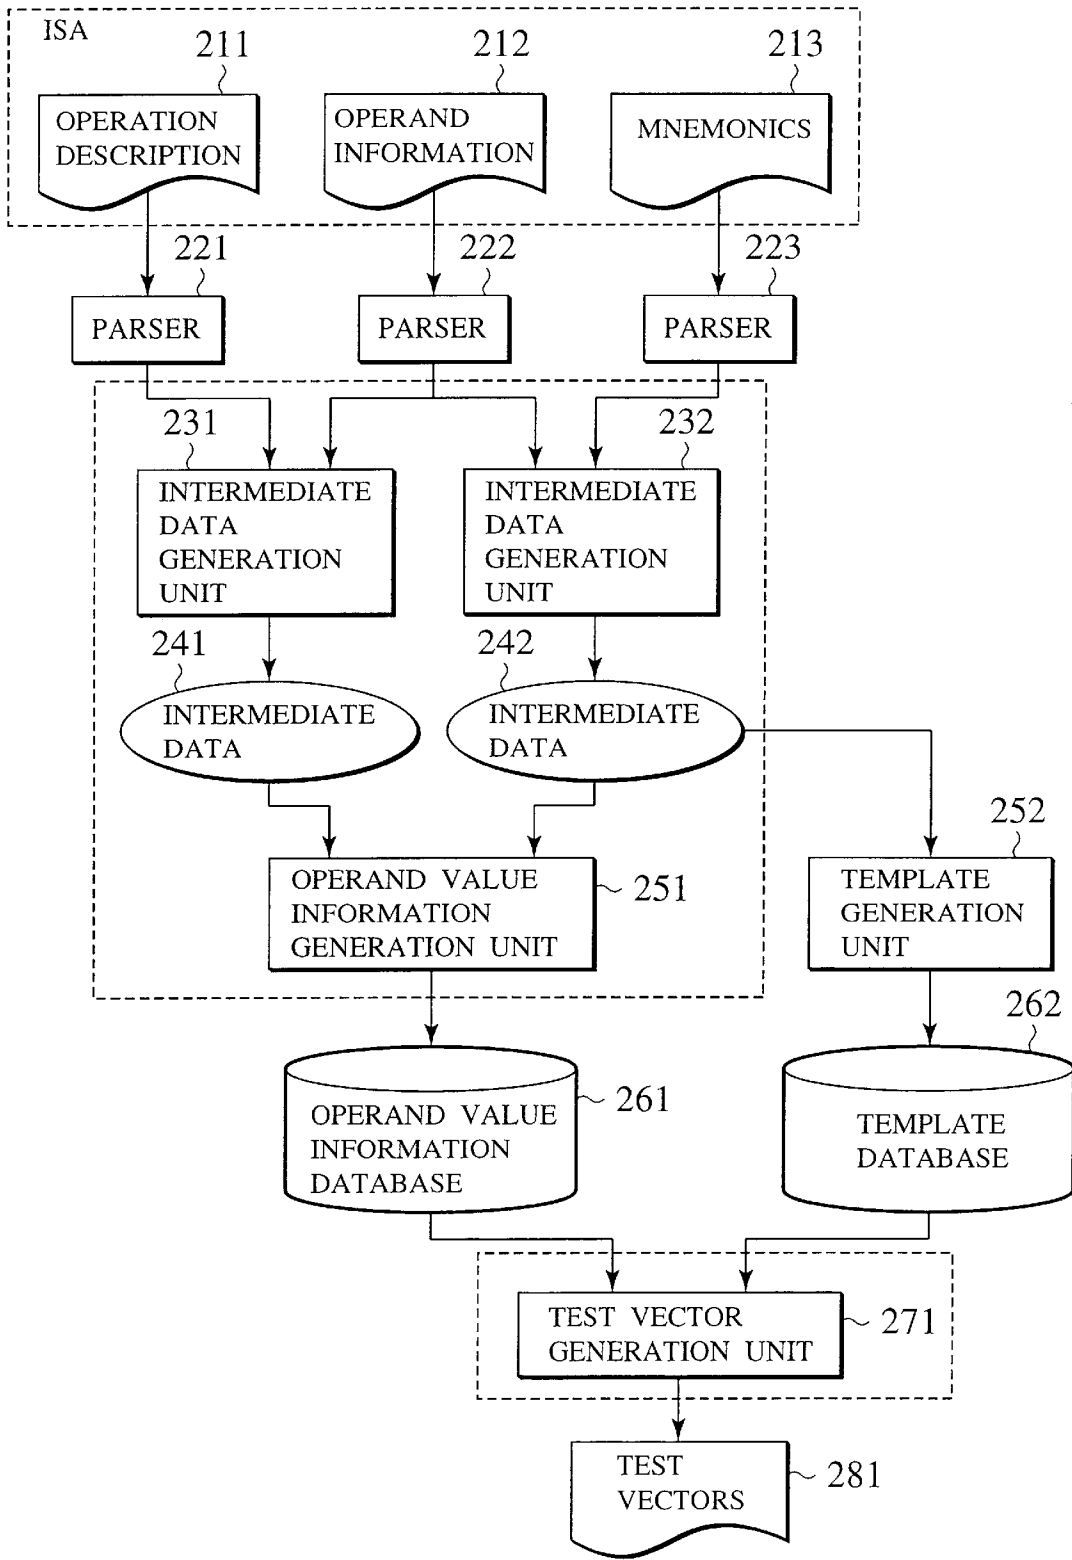 ISA
211
212
213
OPERATION
DESCRIPTION
OPERAND
INFORMATION
MNEMONICS
221
222
223
PARSER
PARSER
PARSER
231
232
INTERMEDIATE
DATA
GENERATION
UNIT
INTERMEDIATE
DATA
GENERATION
UNIT
241
242
INTERMEDIATE
DATA
INTERMEDIATE
DATA
252
OPERAND VALUE
INFORMATION
GENERATION UNIT
251
TEMPLATE
GENERATION
UNIT
262
OPERAND VALUE
INFORMATION
DATABASE
261
TEMPLATE
DATABASE
TEST VECTOR
GENERATION UNIT
271
TEST
VECTORS
281